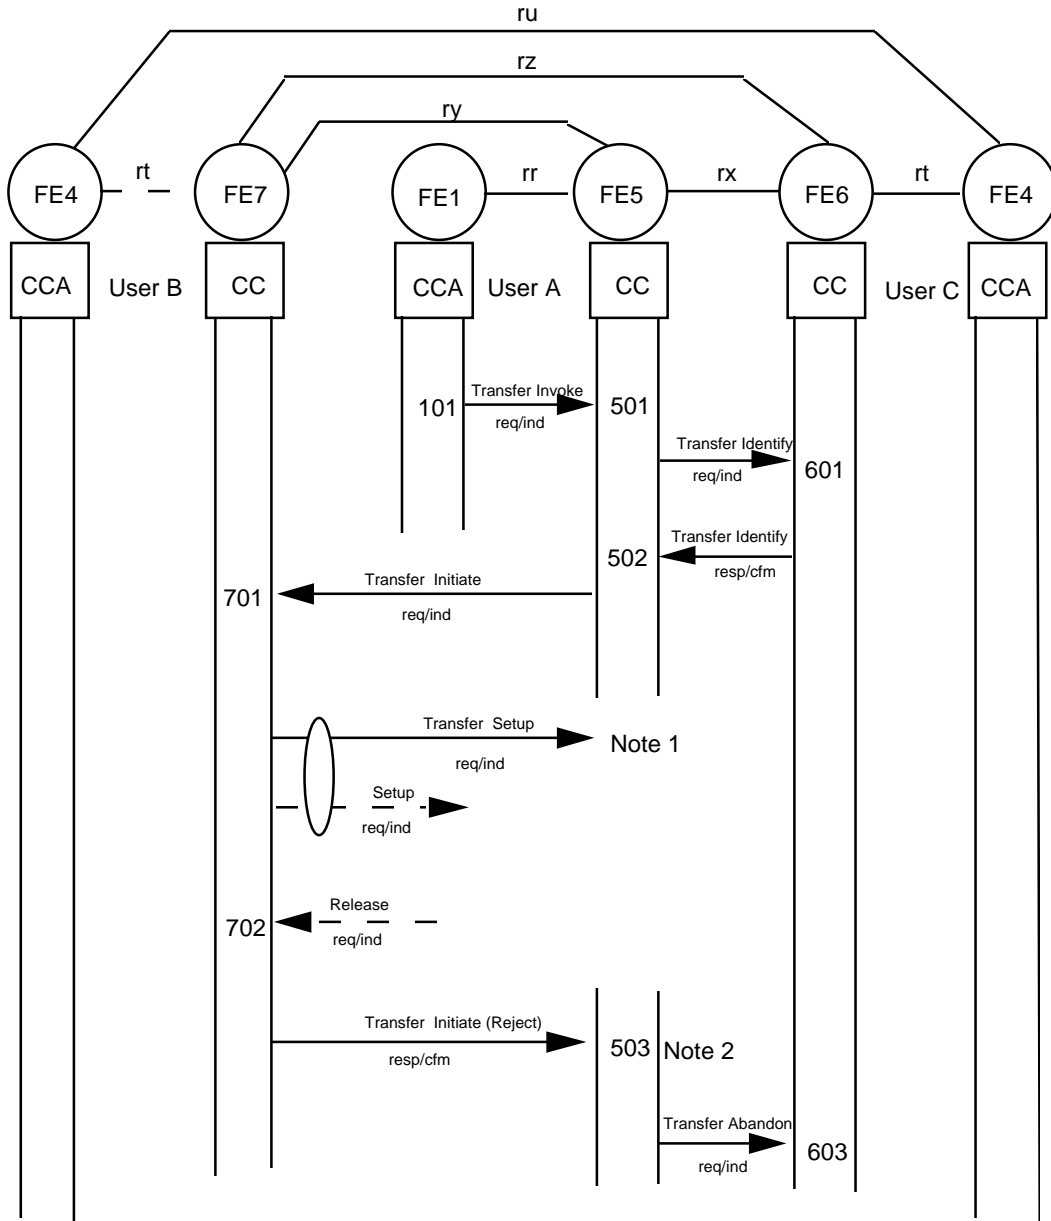 ru
rz
ry
rt
rr
rx
rt
FE4
FE7
FE1
FE5
FE6
FE4
CCA
User B
CC
CCA
User A
CC
CC
User C
CCA
Transfer Invoke
101
501
req/ind
Transfer Identify
req/ind
601
Transfer Identify
502
resp/cfm
Transfer Initiate
701
req/ind
Transfer Setup
Note 1
req/ind
Setup
req/ind
Release
702
req/ind
Transfer Initiate (Reject)
503
Note 2
resp/cfm
Transfer Abandon
603
req/ind